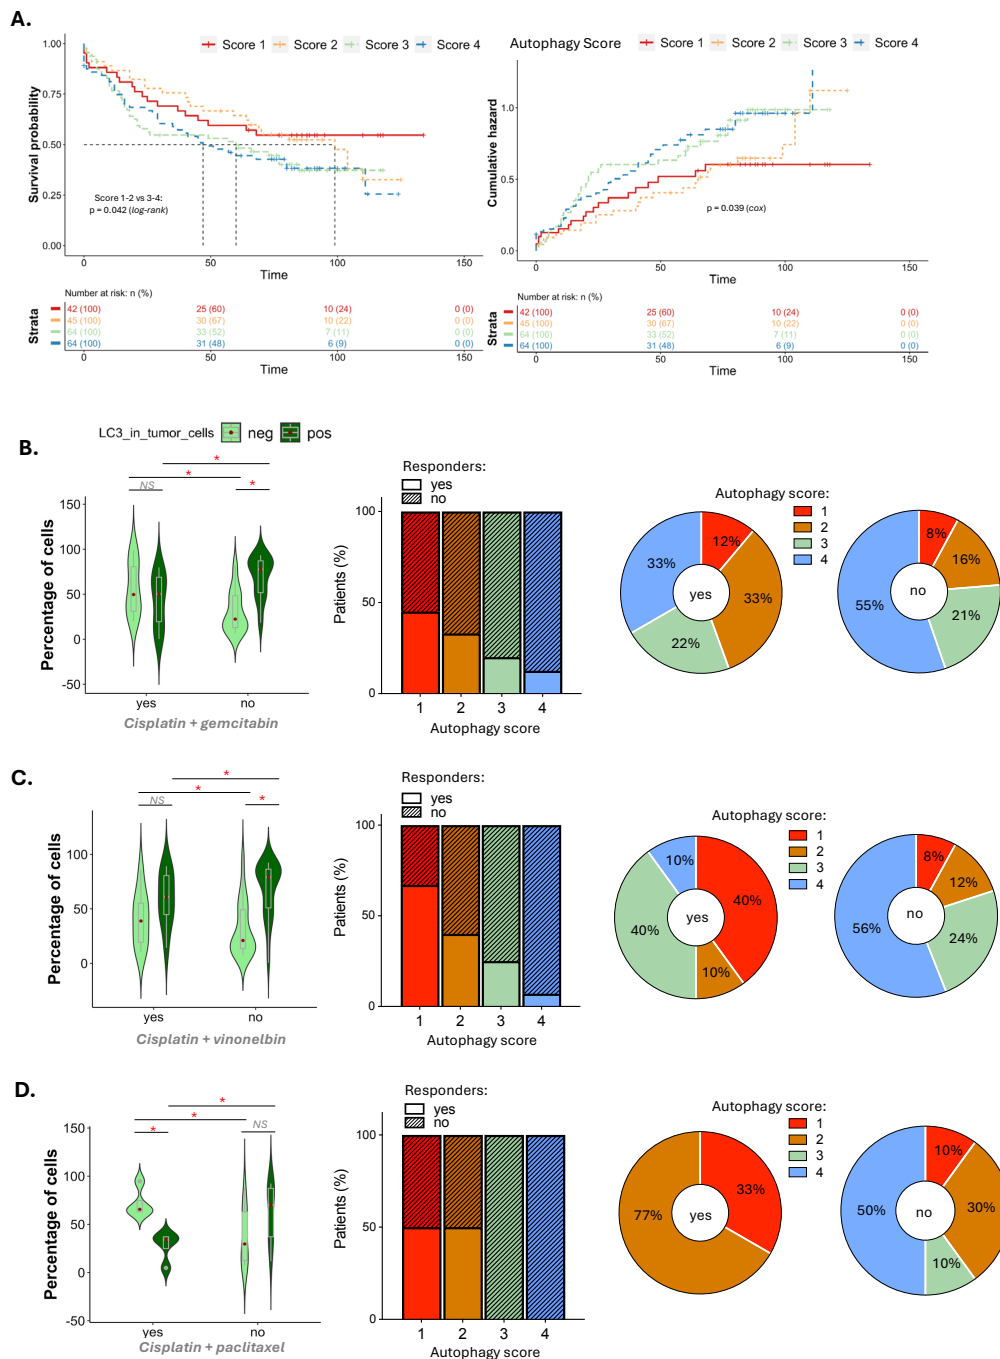 A.
Score 1 Score 2 Score 3 Score 4
1.00
0.75
0.50
0.25
0.00
Survival probability
Score 1-2 vs 3-4:
p = 0.042 (log-rank)
0 50 100 150
Time
Number at risk: n (%)
Strata
42 (100) 25 (60) 10 (24) 0 (0)
45 (100) 30 (67) 10 (22) 0 (0)
64 (100) 33 (52) 7 (11) 0 (0)
64 (100) 31 (48) 6 (9) 0 (0)
0 50 100 150
Time
Autophagy Score Score 1 Score 2 Score 3 Score 4
1.0
0.5
0.0
Cumulative hazard
p = 0.039 (cox)
0 50 100 150
Time
Number at risk: n (%)
Strata
42 (100) 25 (60) 10 (24) 0 (0)
45 (100) 30 (67) 10 (22) 0 (0)
64 (100) 33 (52) 7 (11) 0 (0)
64 (100) 31 (48) 6 (9) 0 (0)
0 50 100 150
Time
B.
LC3_in_tumor_cells neg pos
*
*
NS *
150
100
50
0
-50
Percentage of cells
yes no
Cisplatin + gemcitabin
Responders:
yes
no
100
50
0
Patients (%)
1 2 3 4
Autophagy score
Autophagy score:
1
2
3
4
12%
33%
22%
33%
yes
8%
16%
21%
55%
no
C.
*
*
NS *
100
50
0
Percentage of cells
yes no
Cisplatin + vinonelbin
Responders:
yes
no
100
50
0
Patients (%)
1 2 3 4
Autophagy score
Autophagy score:
1
2
3
4
10%
40%
40%
10%
yes
8%
12%
24%
56%
no
D.
*
*
* NS
150
100
50
0
-50
Percentage of cells
yes no
Cisplatin + paclitaxel
Responders:
yes
no
100
50
0
Patients (%)
1 2 3 4
Autophagy score
Autophagy score:
1
2
3
4
33%
77%
yes
10%
30%
10%
50%
no